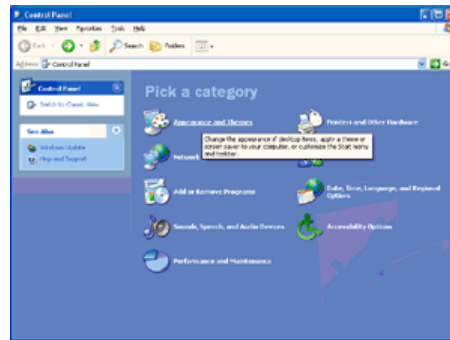 Control Panel
File Edit View Favorites Tools Help
Back Search Folders
Address Control Panel Go
Control Panel
Switch to Classic View
See Also
Windows Update
Help and Support
Pick a category
Appearance and Themes
Printers and Other Hardware
Change the appearance of desktop items, apply a theme or
screen saver to your computer, or customize the Start menu
and taskbar.
Network
Add or Remove Programs
Date, Time, Language, and Regional
Options
Sounds, Speech, and Audio Devices
Accessibility Options
Performance and Maintenance